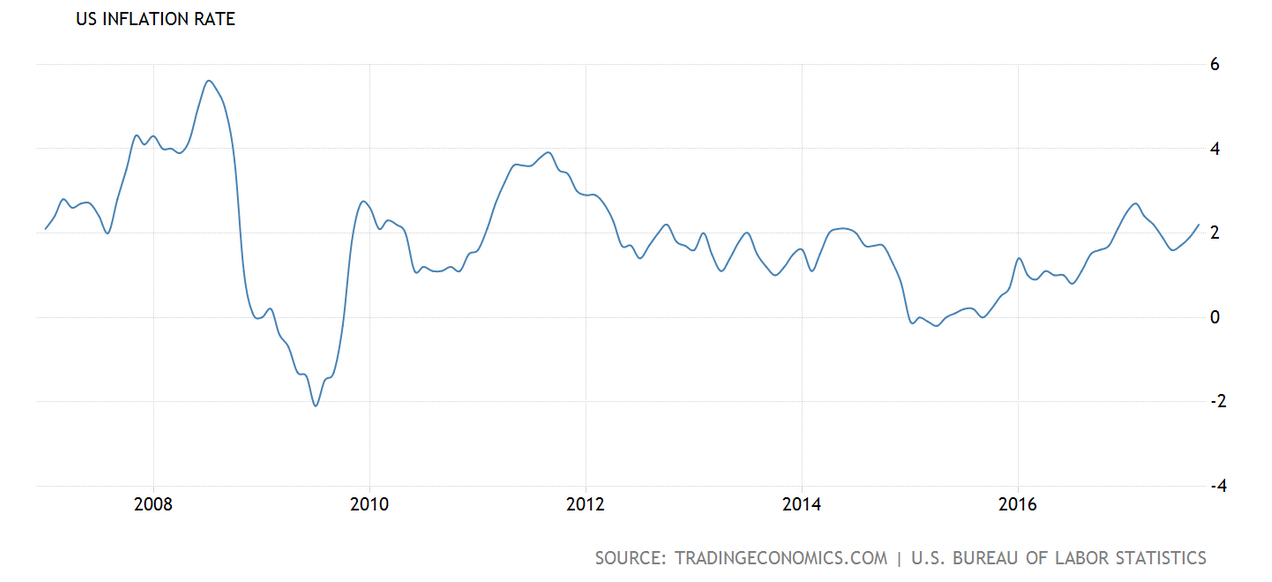 US INFLATION RATE
6
4
2
0
-2
-4
2008 2010 2012 2014 2016
SOURCE: TRADINGECONOMICS.COM | U.S. BUREAU OF LABOR STATISTICS